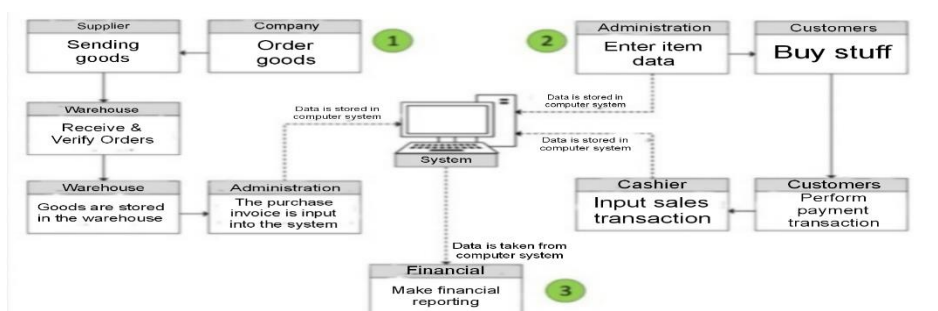 Supplier
Sending
goods
Company
Order
goods
1
2
Administration
Enter item
data
Customers
Buy stuff
Warehouse
Receive &
Verify Orders
Data is stored in
computer system
System
Data is stored in
computer system
Data is stored in
computer system
Warehouse
Goods are stored
in the warehouse
Administration
The purchase
invoice is input
into the system
Cashier
Input sales
transaction
Customers
Perform
payment
transaction
Data is taken from
computer system
Financial
Make financial
reporting
3